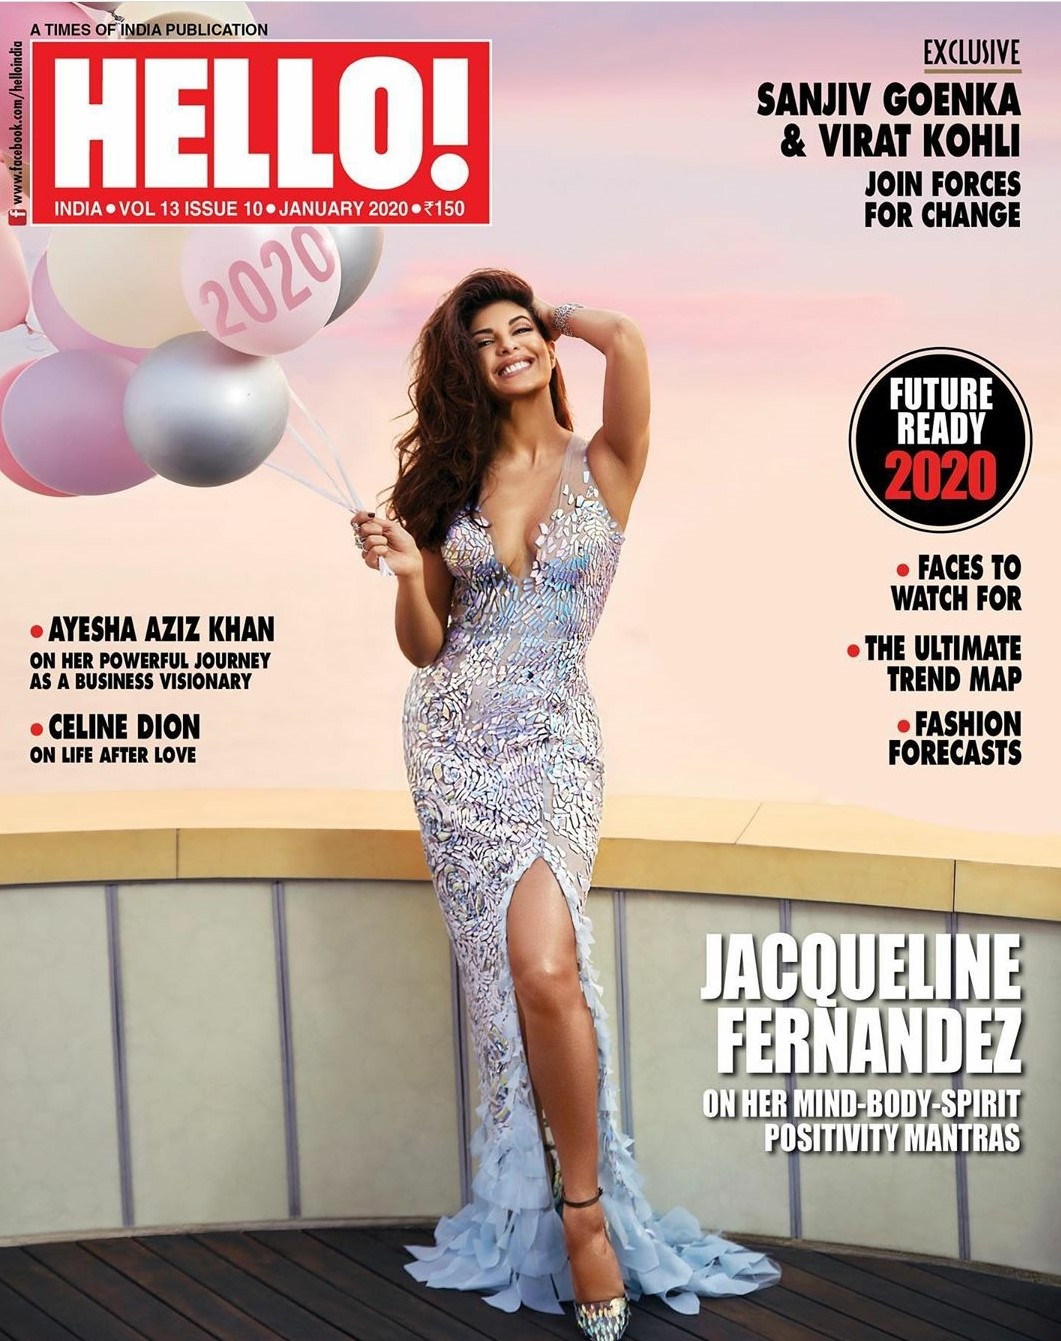 A TIMES OF INDIA PUBLICATION
www.facebook.com/helloindia
f
HELLO!
INDIA • VOL 13 ISSUE 10 • JANUARY 2020 • ₹150
EXCLUSIVE
SANJIV GOENKA
& VIRAT KOHLI
JOIN FORCES
FOR CHANGE
2020
FUTURE
READY
2020
• FACES TO
WATCH FOR
• THE ULTIMATE
TREND MAP
• FASHION
FORECASTS
• AYESHA AZIZ KHAN
ON HER POWERFUL JOURNEY
AS A BUSINESS VISIONARY
• CELINE DION
ON LIFE AFTER LOVE
JACQUELINE
FERNANDEZ
ON HER MIND-BODY-SPIRIT
POSITIVITY MANTRAS